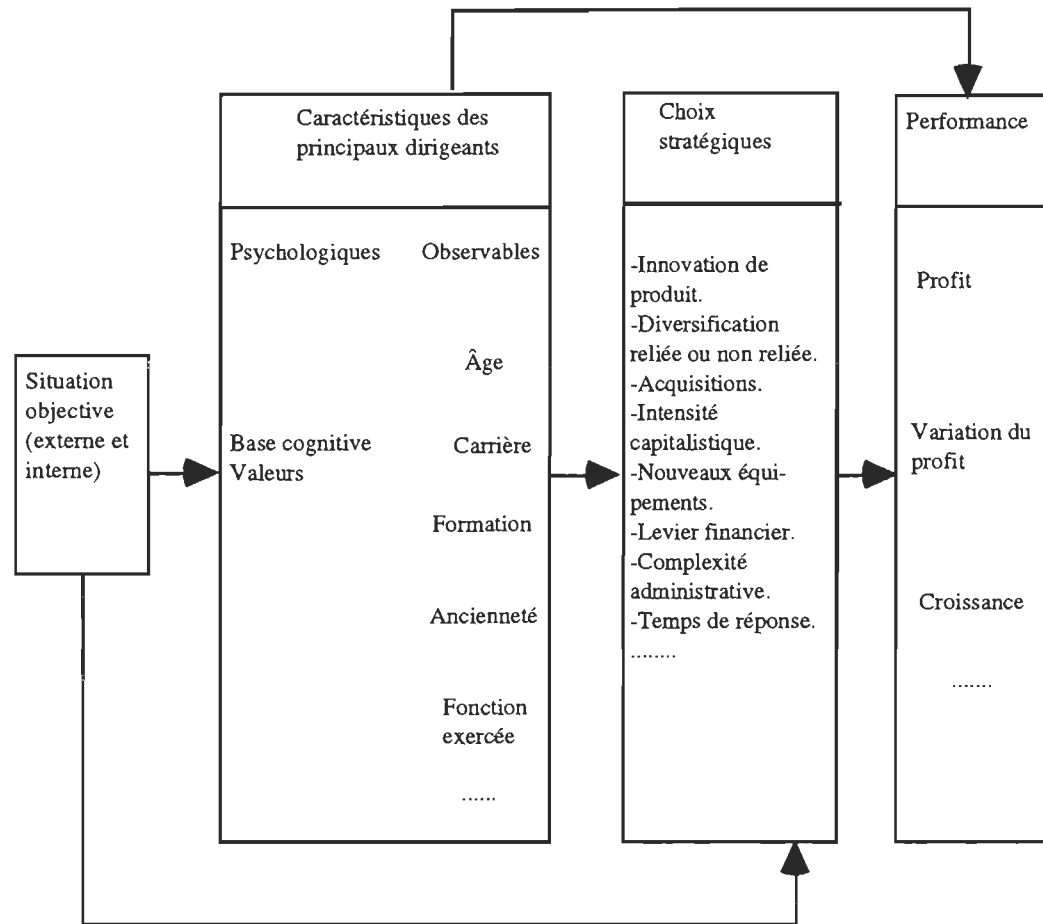 Caractéristiques des
principaux dirigeants
Choix
stratégiques
Performance
Situation
objective
(externe et
interne)
Psychologiques
Base cognitive
Valeurs
Observables
Âge
Carrière
Formation
Ancienneté
Fonction
exercée
......
-Innovation de
produit.
-Diversification
reliée ou non reliée.
-Acquisitions.
-Intensité
capitalistique.
-Nouveaux équi-
pements.
-Levier financier.
-Complexité
administrative.
-Temps de réponse.
........
Profit
Variation du
profit
Croissance
.......